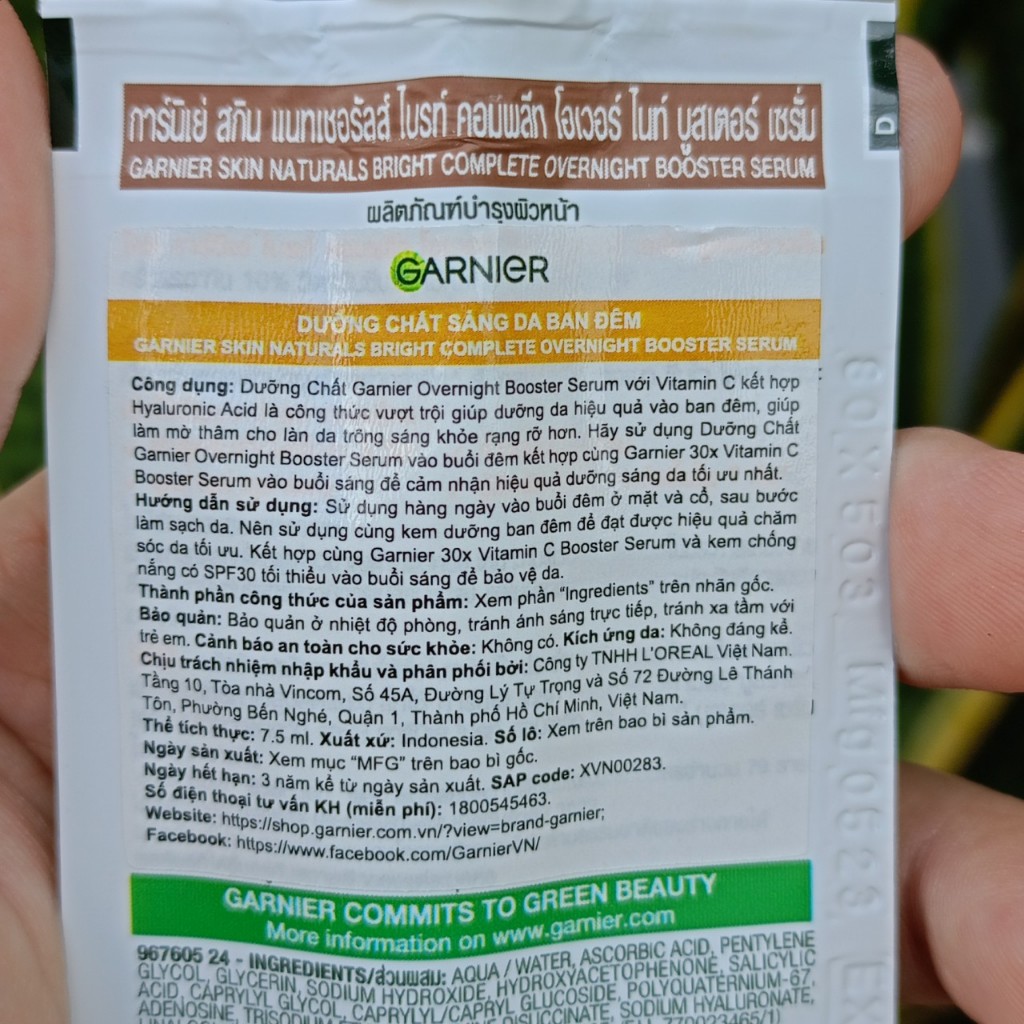 การ์นิเย่ สกิน แนทเชอรัลส์ ไบรท์ คอมพลีท โอเวอร์ ไนท์ บูสเตอร์ เซรั่ม
GARNIER SKIN NATURALS BRIGHT COMPLETE OVERNIGHT BOOSTER SERUM
ผลิตภัณฑ์บำรุงผิวหน้า
GARNIER
DƯỠNG CHẤT SÁNG DA BAN ĐÊM
GARNIER SKIN NATURALS BRIGHT COMPLETE OVERNIGHT BOOSTER SERUM
Công dụng: Dưỡng Chất Garnier Overnight Booster Serum với Vitamin C kết hợp
Hyaluronic Acid là công thức vượt trội giúp dưỡng da hiệu quả vào ban đêm, giúp
làm mờ thâm cho làn da trông sáng khỏe rạng rỡ hơn. Hãy sử dụng Dưỡng Chất
Garnier Overnight Booster Serum vào buổi đêm kết hợp cùng Garnier 30x Vitamin C
Booster Serum vào buổi sáng để cảm nhận hiệu quả dưỡng sáng da tối ưu nhất.
Hướng dẫn sử dụng: Sử dụng hàng ngày vào buổi đêm ở mặt và cổ, sau bước
làm sạch da. Nên sử dụng cùng kem dưỡng ban đêm để đạt được hiệu quả chăm
sóc da tối ưu. Kết hợp cùng Garnier 30x Vitamin C Booster Serum và kem chống
nắng có SPF30 tối thiểu vào buổi sáng để bảo vệ da.
Thành phần công thức của sản phẩm: Xem phần "Ingredients" trên nhãn gốc.
Bảo quản: Bảo quản ở nhiệt độ phòng, tránh ánh sáng trực tiếp, tránh xa tầm với
trẻ em. Cảnh báo an toàn cho sức khỏe: Không có. Kích ứng da: Không đáng kể.
Chịu trách nhiệm nhập khẩu và phân phối bởi: Công ty TNHH L'OREAL Việt Nam.
Tầng 10, Tòa nhà Vincom, Số 45A, Đường Lý Tự Trọng và Số 72 Đường Lê Thánh
Tôn, Phường Bến Nghé, Quận 1, Thành phố Hồ Chí Minh, Việt Nam.
Thể tích thực: 7.5 ml. Xuất xứ: Indonesia. Số lô: Xem trên bao bì sản phẩm.
Ngày sản xuất: Xem mục "MFG" trên bao bì gốc.
Ngày hết hạn: 3 năm kể từ ngày sản xuất. SAP code: XVN00283.
Số điện thoại tư vấn KH (miễn phí): 1800545463.
Website: https://shop.garnier.com.vn/?view=brand-garnier;
Facebook: https://www.facebook.com/GarnierVN/
GARNIER COMMITS TO GREEN BEAUTY
More information on www.garnier.com
967605 24 - INGREDIENTS/ส่วนผสม: AQUA / WATER, ASCORBIC ACID, PENTYLENE
GLYCOL, GLYCERIN, SODIUM HYDROXIDE, HYDROXYACETOPHENONE, SALICYLIC
ACID, CAPRYLYL GLYCOL, CAPRYLYL/CAPRYL GLUCOSIDE, POLYQUATERNIUM-67,
ADENOSINE, TRISODIUM DISUCCINATE, SODIUM HYALURONATE,
D
Mfg 0623